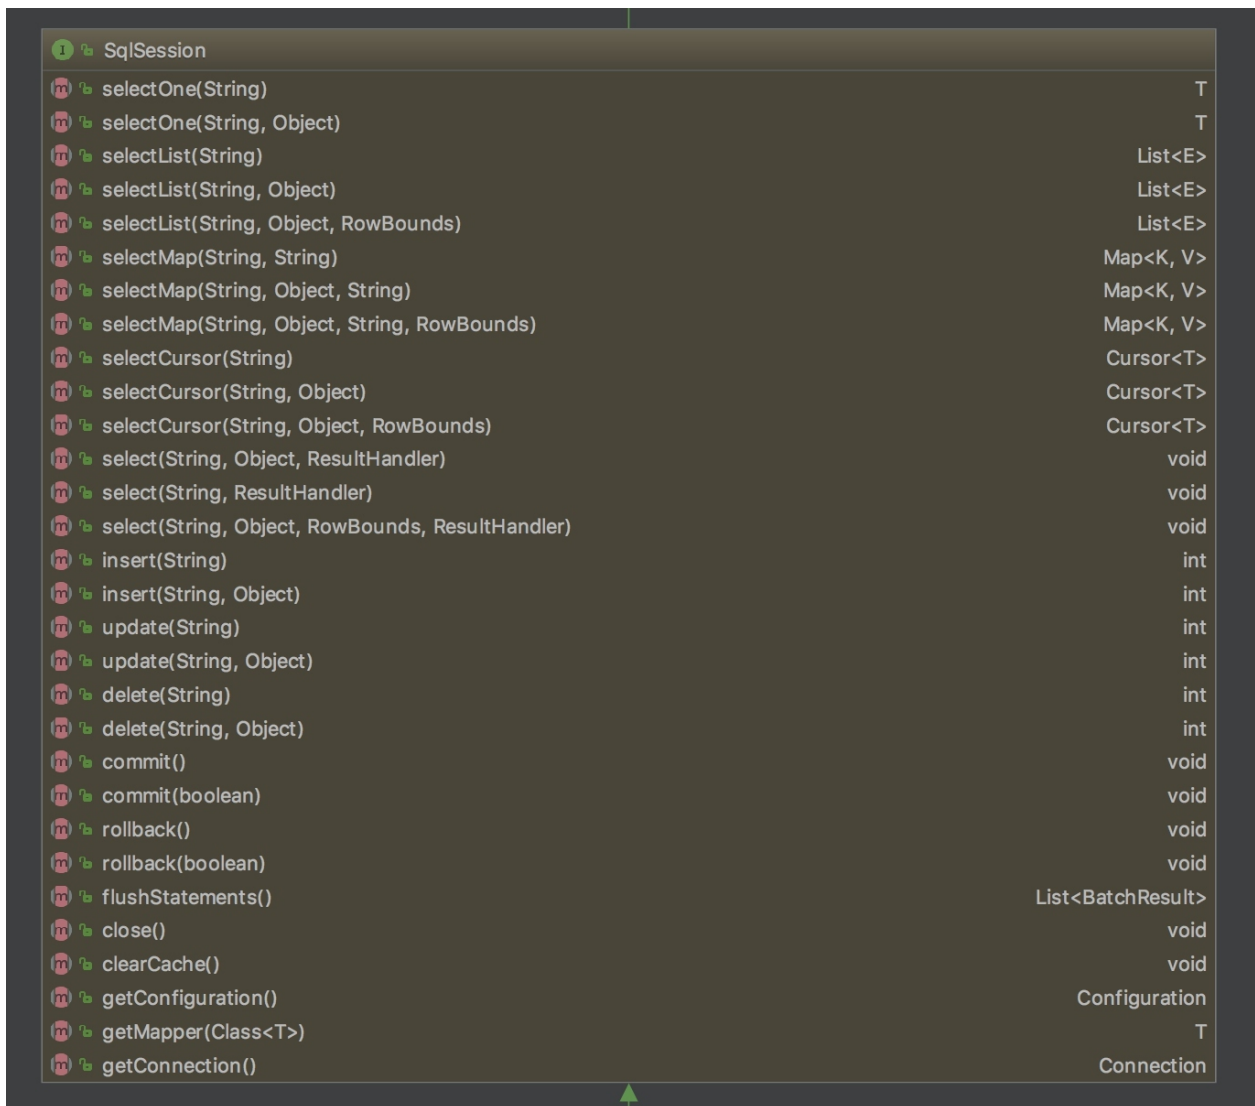 I SqlSession
m selectOne(String) T
m selectOne(String, Object) T
m selectList(String) List<E>
m selectList(String, Object) List<E>
m selectList(String, Object, RowBounds) List<E>
m selectMap(String, String) Map<K, V>
m selectMap(String, Object, String) Map<K, V>
m selectMap(String, Object, String, RowBounds) Map<K, V>
m selectCursor(String) Cursor<T>
m selectCursor(String, Object) Cursor<T>
m selectCursor(String, Object, RowBounds) Cursor<T>
m select(String, Object, ResultHandler) void
m select(String, ResultHandler) void
m select(String, Object, RowBounds, ResultHandler) void
m insert(String) int
m insert(String, Object) int
m update(String) int
m update(String, Object) int
m delete(String) int
m delete(String, Object) int
m commit() void
m commit(boolean) void
m rollback() void
m rollback(boolean) void
m flushStatements() List<BatchResult>
m close() void
m clearCache() void
m getConfiguration() Configuration
m getMapper(Class<T>) T
m getConnection() Connection